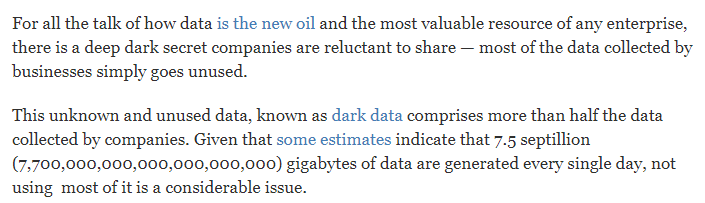 For all the talk of how data is the new oil and the most valuable resource of any enterprise,
there is a deep dark secret companies are reluctant to share — most of the data collected by
businesses simply goes unused.
This unknown and unused data, known as dark data comprises more than half the data
collected by companies. Given that some estimates indicate that 7.5 septillion
(7,700,000,000,000,000,000,000) gigabytes of data are generated every single day, not
using  most of it is a considerable issue.